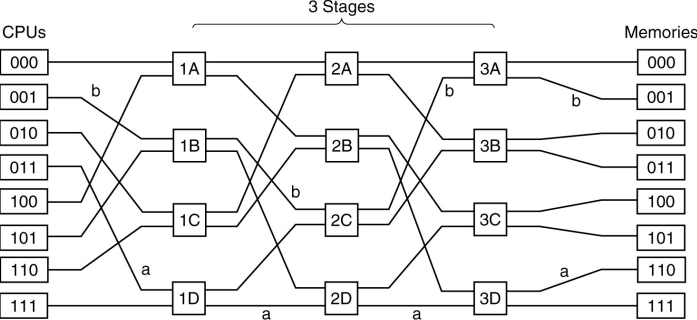 3 Stages
CPUs Memories
000 1A 2A 3A 000
001 b b b 001
010 1B 2B 3B 010
011 011
100 b 100
101 1C 2C 3C 101
110 a a 110
111 1D 2D 3D 111
a a